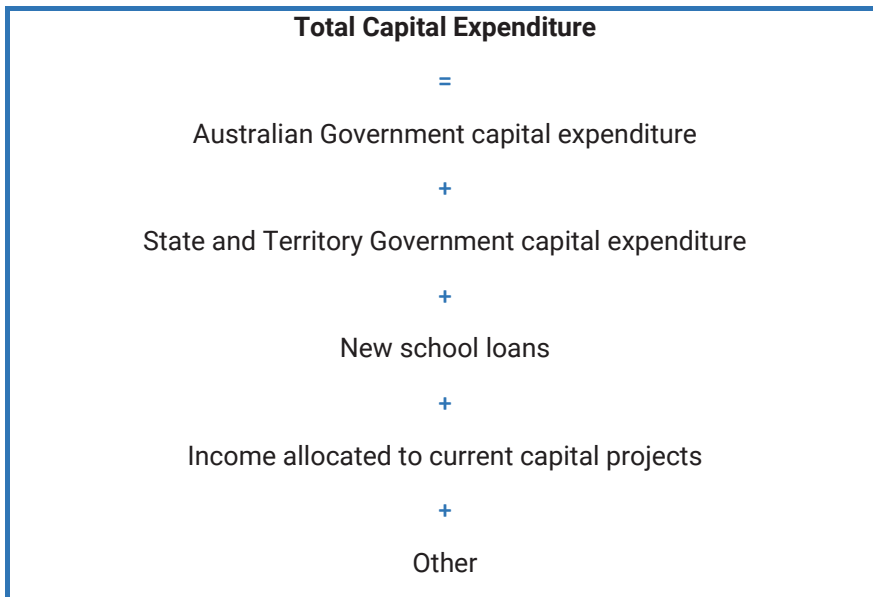 Total Capital Expenditure
=
Australian Government capital expenditure
+
State and Territory Government capital expenditure
+
New school loans
+
Income allocated to current capital projects
+
Other